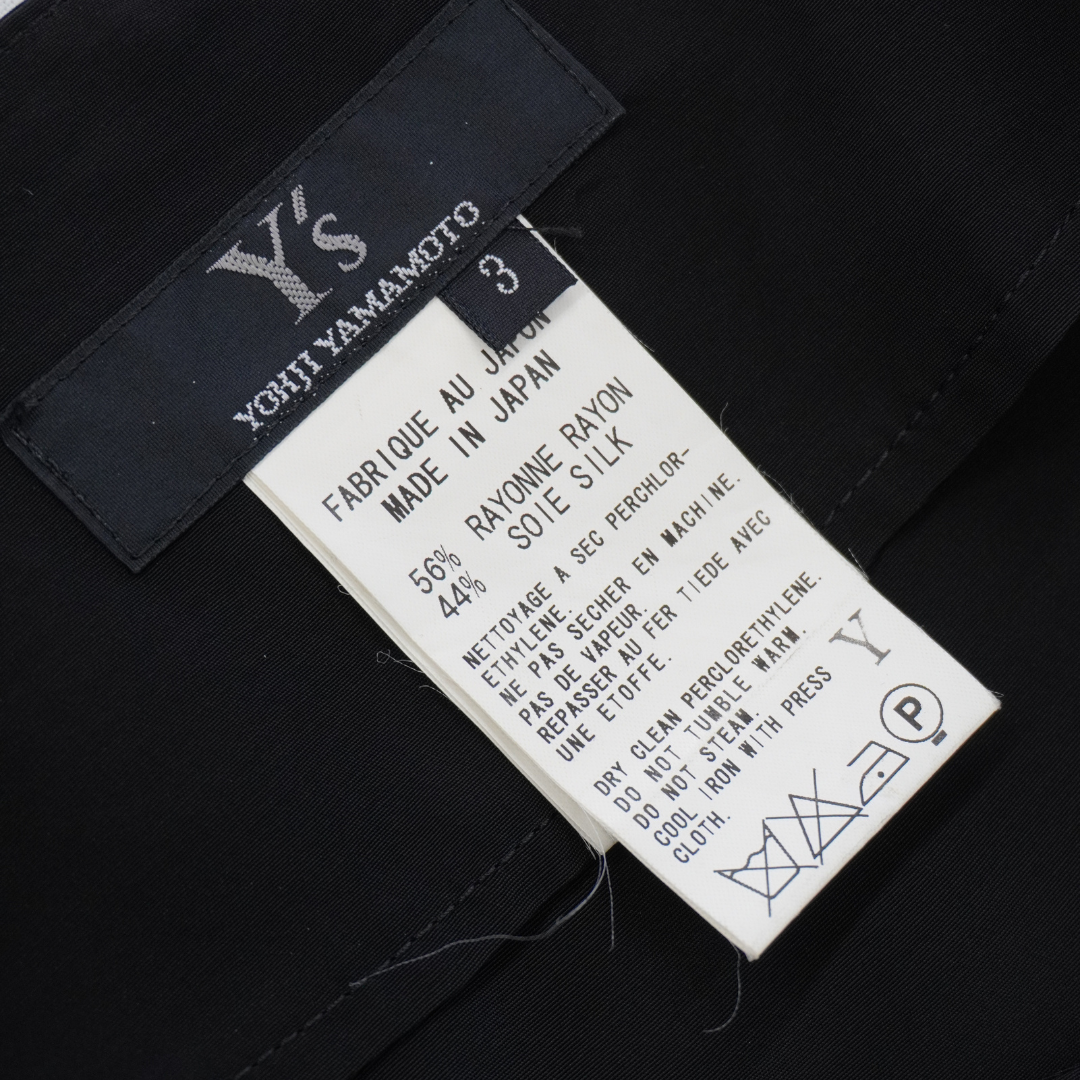 Y's
YOHJI YAMAMOTO
3
FABRIQUE AU JAPON
MADE IN JAPAN
56% RAYONNE RAYON
44% SOIE SILK
NETTOYAGE A SEC PERCHLOR-
ETHYLENE.
NE PAS SECHER EN MACHINE.
PAS DE VAPEUR.
REPASSER AU FER TIEDE AVEC
UNE ETOFFE.
DRY CLEAN PERCLORETHYLENE.
DO NOT TUMBLE WARM.
DO NOT STEAM.
COOL IRON WITH PRESS
CLOTH.
Y
P